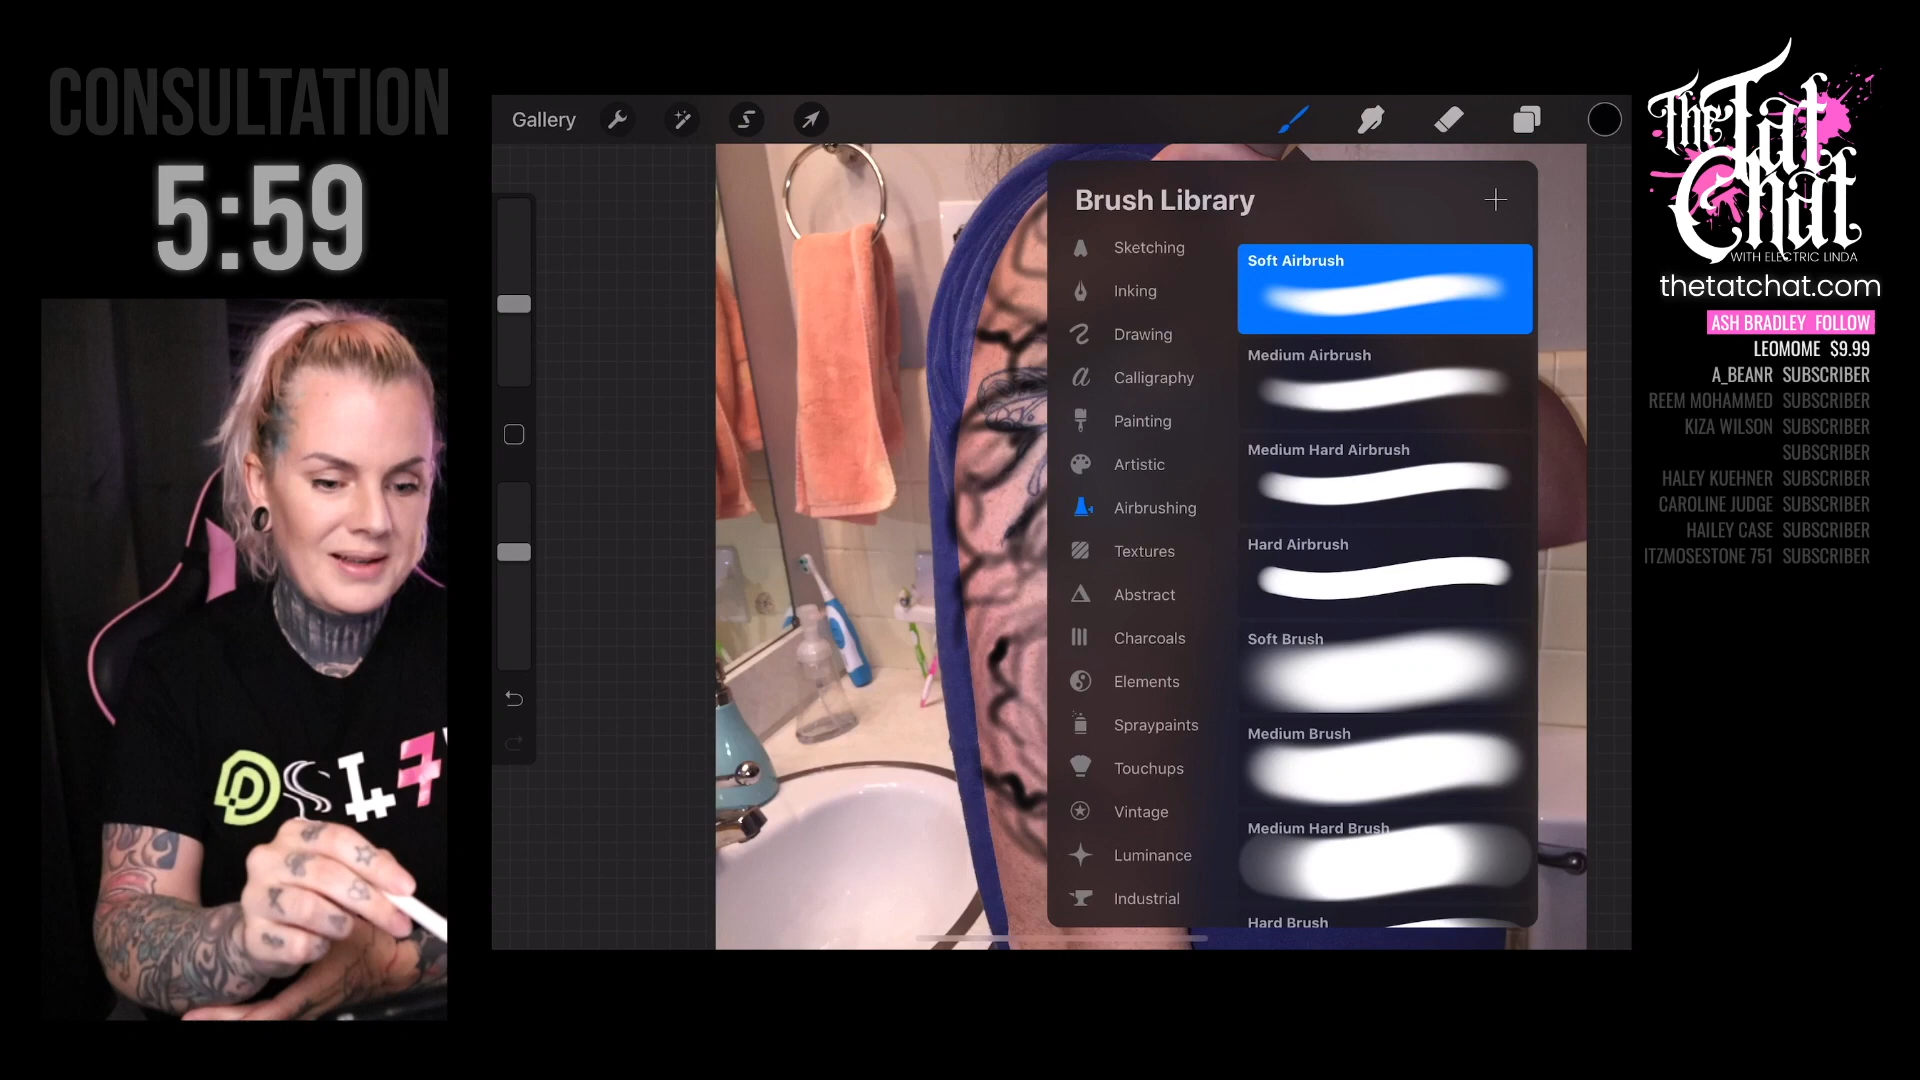 CONSULTATION
5:59
Gallery
Brush Library
Sketching
Inking
Drawing
Calligraphy
Painting
Artistic
Airbrushing
Textures
Abstract
Charcoals
Elements
Spraypaints
Touchups
Vintage
Luminance
Industrial
Soft Airbrush
Medium Airbrush
Medium Hard Airbrush
Hard Airbrush
Soft Brush
Medium Brush
Medium Hard Brush
Hard Brush
The Tat
Chat
WITH ELECTRIC LINDA
thetatchat.com
ASH BRADLEY FOLLOW
LEOMOME $9.99
A_BEANR SUBSCRIBER
REEM MOHAMMED SUBSCRIBER
KIZA WILSON SUBSCRIBER
SUBSCRIBER
HALEY KUEHNER SUBSCRIBER
CAROLINE JUDGE SUBSCRIBER
HAILEY CASE SUBSCRIBER
ITZMOSESTONE 751 SUBSCRIBER